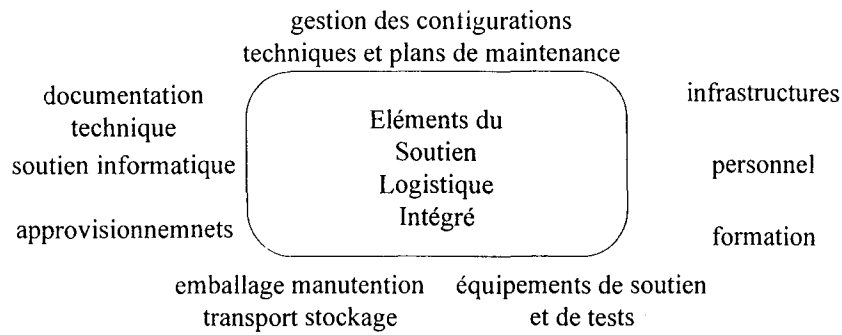 gestion des configurations
techniques et plans de maintenance
documentation
technique
soutien informatique
approvisionnemnets
Eléments du
Soutien
Logistique
Intégré
infrastructures
personnel
formation
emballage manutention
transport stockage
équipements de soutien
et de tests